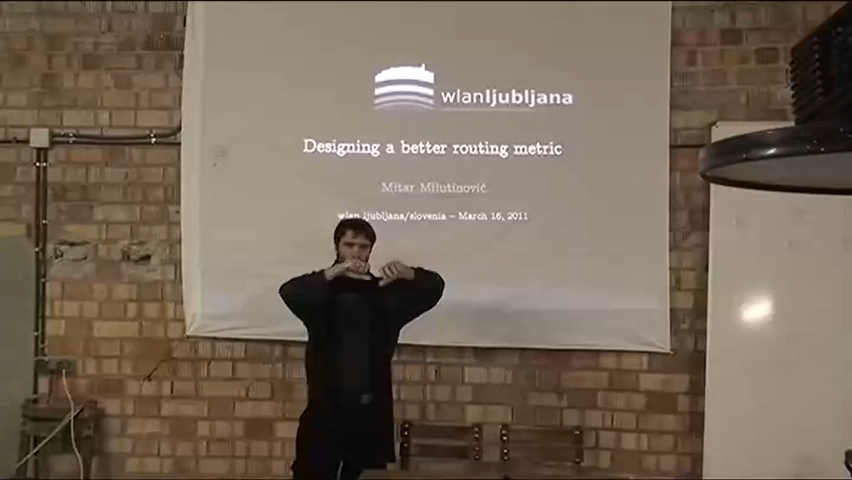 wlanljubljana
Designing a better routing metric
Mitar Milutinović
wlan ljubljana/slovenia – March 16, 2011